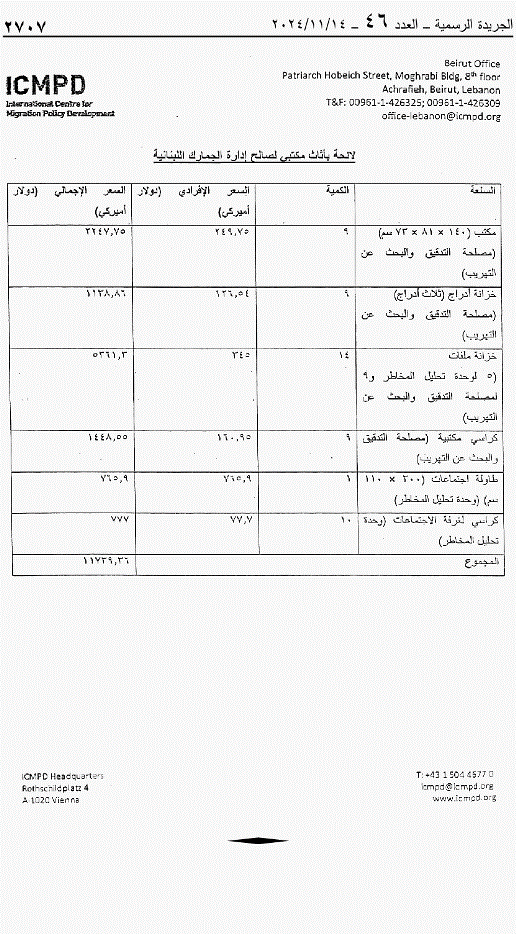 الجريدة الرسمية – العدد ٤٦ – ٢٠٢٤/١١/١٤ ٢٧٠٧
ICMPD
International Centre for
Migration Policy Development
Beirut Office
Patriarch Hobeich Street, Moghrabi Bldg, 8th floor
Achrafieh, Beirut, Lebanon
T&F: 00961-1-426325; 00961-1-426309
office-lebanon@icmpd.org
لائحة بأثاث مكتبي لصالح إدارة الجمارك اللبنانية
السلعة الكمية السعر الإفرادي (دولار السعر الإجمالي (دولار
أميركي) أميركي)
مكتب (١٤٠ × ٨١ × ٧٣ سم) ٩ ٢٤٩,٧٥ ٢٢٤٧,٧٥
(مصلحة التدقيق والبحث عن
التهريب)
خزانة أدراج (ثلاث أدراج) ٩ ١٢٦,٥٤ ١١٣٨,٨٦
(مصلحة التدقيق والبحث عن
التهريب)
خزانة ملفات ١٤ ٣٤٥ ٥٣٦١,٣
(٥ لوحدة تحليل المخاطر و٩
لمصلحة التدقيق والبحث عن
التهريب)
كراسي مكتبية (مصلحة التدقيق ٩ ١٦٠,٩٥ ١٤٤٨,٥٥
والبحث عن التهريب)
طاولة اجتماعات (٢٠٠ × ١١٠ ١ ٧٦٥,٩ ٧٦٥,٩
سم) (وحدة تحليل المخاطر)
كراسي لغرفة الاجتماعات (وحدة ١٠ ٧٧,٧ ٧٧٧
تحليل المخاطر)
المجموع ١١٧٣٩,٣٦
ICMPD Headquarters
Rothschildplatz 4
A-1020 Vienna
T: +43 1 504 4677 0
icmpd@icmpd.org
www.icmpd.org